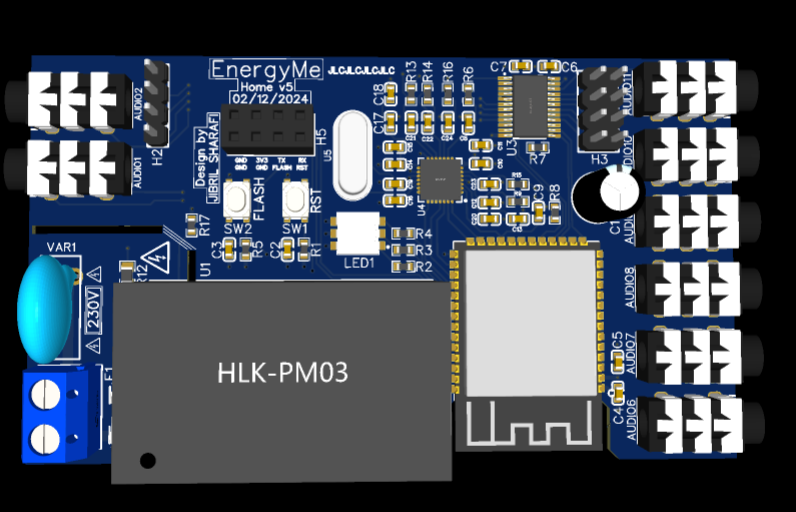 EnergyMe
Home v5
02/12/2024
Design by
JIBRIL SHARAFI
JLCJLCJLCJLC
AUDIO2
H2
AUDIO1
H5
GND 3V3 TX RX
GND GND FLASH RST
FLASH
RST
SW2
SW1
U5
C18
C17
R13
R14
R16
R6
C7
C6
U3
R7
H3
AUDIO11
AUDIO10
U4
C9
R8
R17
C3
R5
C2
R1
LED1
R4
R3
R2
VAR1
230V
R12
U1
F1
HLK-PM03
AUDIO8
AUDIO7
AUDIO6
C5
C4